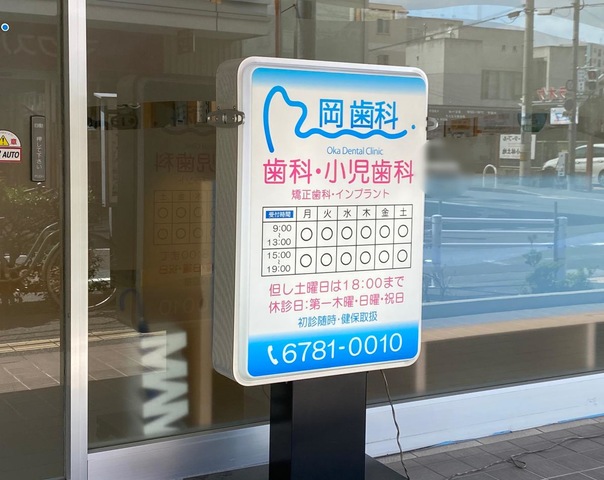 岡歯科
Oka Dental Clinic
歯科・小児歯科
矯正歯科・インプラント
受付時間 月 火 水 木 金 土
9:00～13:00 ○ ○ ○ ○ ○ ○
15:00～19:00 ○ ○ ○ ○ ○ ○
但し土曜日は18:00まで
休診日:第一木曜・日曜・祝日
初診随時・健保取扱
6781-0010
AUTO
MAN